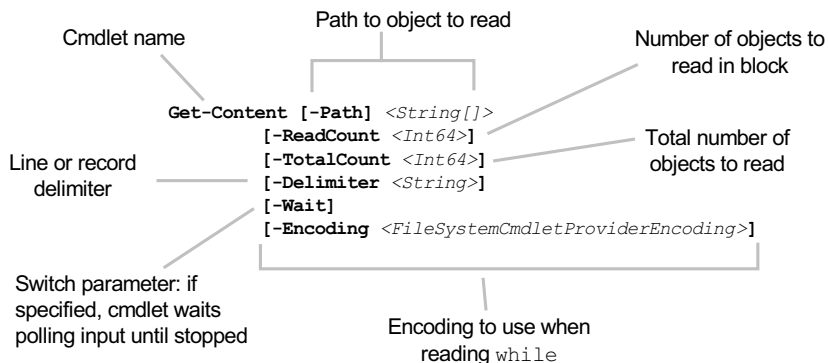 Path to object to read
Cmdlet name
Number of objects to
read in block
Get-Content [-Path] <String[]>
[-ReadCount <Int64>]
[-TotalCount <Int64>]
[-Delimiter <String>]
[-Wait]
[-Encoding <FileSystemCmdletProviderEncoding>]
Total number of
objects to read
Line or record
delimiter
Switch parameter: if
specified, cmdlet waits
polling input until stopped
Encoding to use when
reading while